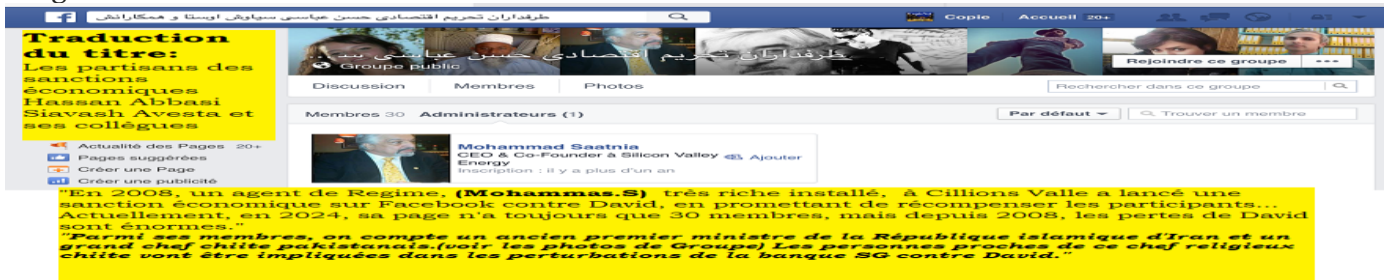 طرفداران تحریم اقتصادی حسن عباسی سیاوش اوستا و همکارانش
Copie Accueil 20+
Traduction
du titre:
Les partisans des
sanctions
économiques
Hassan Abbasi
Siavash Avesta et
ses collègues
Actualité des Pages 20+
Pages suggérées
Créer une Page
Créer une publicité
طرفداران تحریم اقتصادی حسن عباسی س...
Groupe public
Rejoindre ce groupe
Discussion Membres Photos
Rechercher dans ce groupe
Membres 30 Administrateurs (1)
Par défaut
Trouver un membre
Mohammad Saatnia
CEO & Co-Founder à Silicon Valley
Energy
Inscription : il y a plus d'un an
Ajouter
"En 2008, un agent de Regime, (Mohammas.S) très riche installé, à Cillions Valle a lancé une
sanction économique sur Facebook contre David, en promettant de récompenser les participants...
Actuellement, en 2024, sa page n'a toujours que 30 membres, mais depuis 2008, les pertes de David
sont énormes."
"Parmi ses membres, on compte un ancien premier ministre de la République islamique d'Iran et un
grand chef chiite pakistanais.(voir les photos de Groupe) Les personnes proches de ce chef religieux
chiite vont être impliquées dans les perturbations de la banque SG contre David."